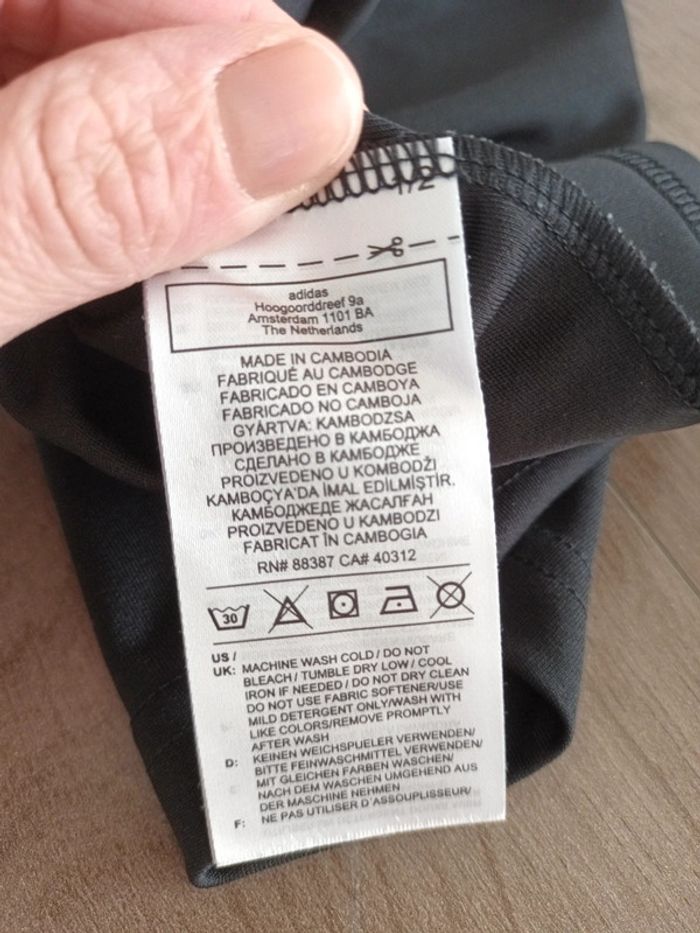 1/2
adidas
Hoogoorddreef 9a
Amsterdam 1101 BA
The Netherlands
MADE IN CAMBODIA
FABRIQUÉ AU CAMBODGE
FABRICADO EN CAMBOYA
FABRICADO NO CAMBOJA
GYÁRTVA: KAMBODZSA
ПРОИЗВЕДЕНО В КАМБОДЖА
СДЕЛАНО В КАМБОДЖЕ
PROIZVEDENO U KOMBODŽI
KAMBOÇYA'DA İMAL EDİLMİŞTİR.
КАМБОДЖЕДЕ ЖАСАЛҒАН
PROIZVEDENO U KAMBODZI
FABRICAT ÎN CAMBOGIA
RN# 88387 CA# 40312
30
US /
UK: MACHINE WASH COLD / DO NOT
BLEACH / TUMBLE DRY LOW / COOL
IRON IF NEEDED / DO NOT DRY CLEAN
DO NOT USE FABRIC SOFTENER/USE
MILD DETERGENT ONLY/WASH WITH
LIKE COLORS/REMOVE PROMPTLY
AFTER WASH
D: KEINEN WEICHSPUELER VERWENDEN/
BITTE FEINWASCHMITTEL VERWENDEN/
MIT GLEICHEN FARBEN WASCHEN/
NACH DEM WASCHEN UMGEHEND AUS
DER MASCHINE NEHMEN
F: NE PAS UTILISER D'ASSOUPLISSEUR/